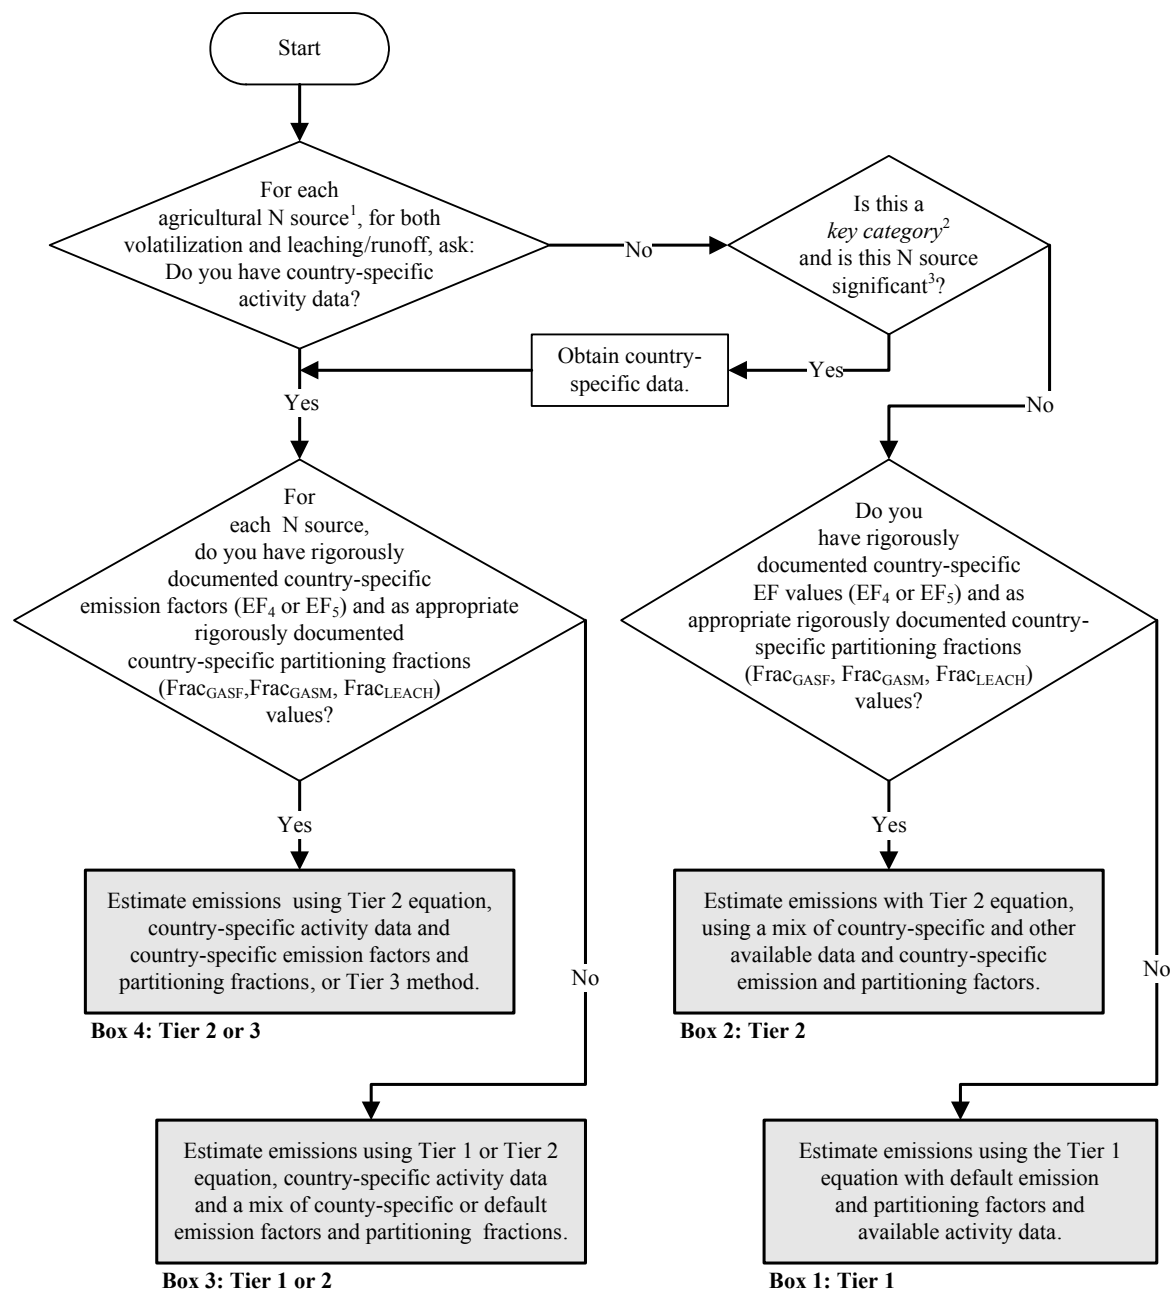 Start
For each
agricultural N source1, for both
volatilization and leaching/runoff, ask:
Do you have country-specific
activity data?
No
Is this a
key category2
and is this N source
significant3?
Obtain country-
specific data.
Yes
Yes
No
For
each N source,
do you have rigorously
documented country-specific
emission factors (EF4 or EF5) and as appropriate
rigorously documented
country-specific partitioning fractions
(FracGASF,FracGASM, FracLEACH)
values?
Do you
have rigorously
documented country-specific
EF values (EF4 or EF5) and as
appropriate rigorously documented country-
specific partitioning fractions
(FracGASF, FracGASM, FracLEACH)
values?
Yes
Yes
Estimate emissions using Tier 2 equation,
country-specific activity data and
country-specific emission factors and
partitioning fractions, or Tier 3 method.
Box 4: Tier 2 or 3
No
Estimate emissions with Tier 2 equation,
using a mix of country-specific and other
available data and country-specific
emission and partitioning factors.
Box 2: Tier 2
No
Estimate emissions using Tier 1 or Tier 2
equation, country-specific activity data
and a mix of county-specific or default
emission factors and partitioning fractions.
Box 3: Tier 1 or 2
Estimate emissions using the Tier 1
equation with default emission
and partitioning factors and
available activity data.
Box 1: Tier 1